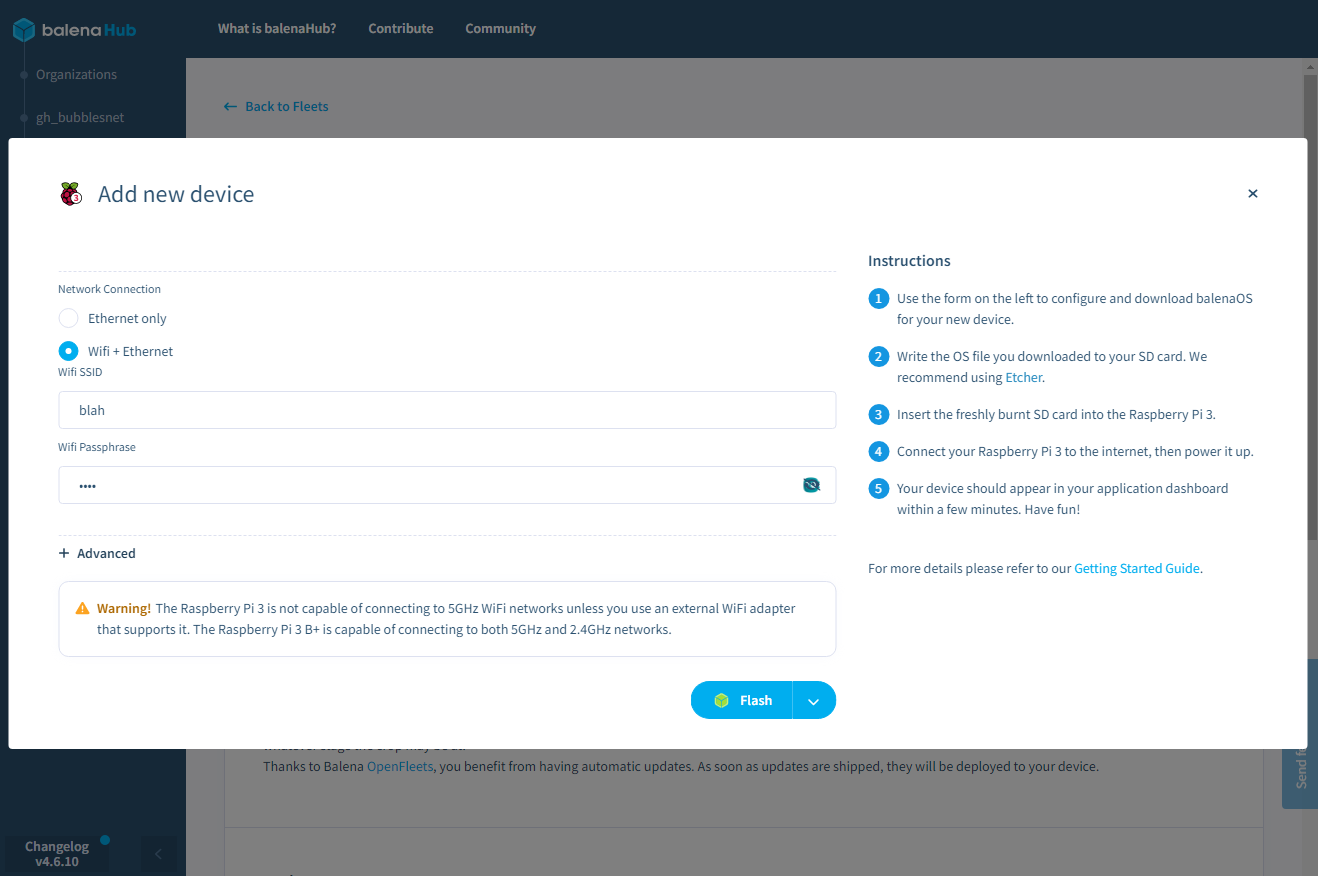 balenaHub
What is balenaHub?
Contribute
Community
Organizations
gh_bubblesnet
← Back to Fleets
3
Add new device
×
Network Connection
Ethernet only
Wifi + Ethernet
Wifi SSID
blah
Wifi Passphrase
••••
+ Advanced
Warning! The Raspberry Pi 3 is not capable of connecting to 5GHz WiFi networks unless you use an external WiFi adapter
that supports it. The Raspberry Pi 3 B+ is capable of connecting to both 5GHz and 2.4GHz networks.
Flash
Instructions
1 Use the form on the left to configure and download balenaOS
for your new device.
2 Write the OS file you downloaded to your SD card. We
recommend using Etcher.
3 Insert the freshly burnt SD card into the Raspberry Pi 3.
4 Connect your Raspberry Pi 3 to the internet, then power it up.
5 Your device should appear in your application dashboard
within a few minutes. Have fun!
For more details please refer to our Getting Started Guide.
Thanks to Balena OpenFleets, you benefit from having automatic updates. As soon as updates are shipped, they will be deployed to your device.
Send
Changelog
v4.6.10